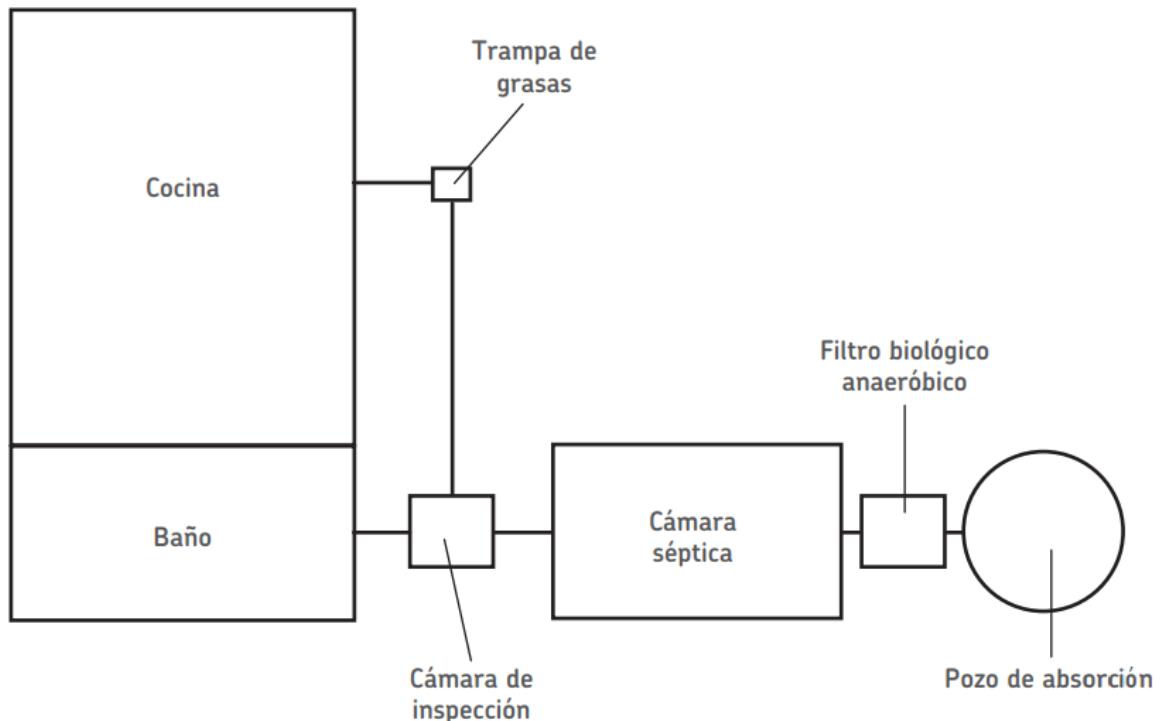 Trampa de
grasas
Cocina
Filtro biológico
anaeróbico
Baño
Cámara
séptica
Cámara de
inspección
Pozo de absorción